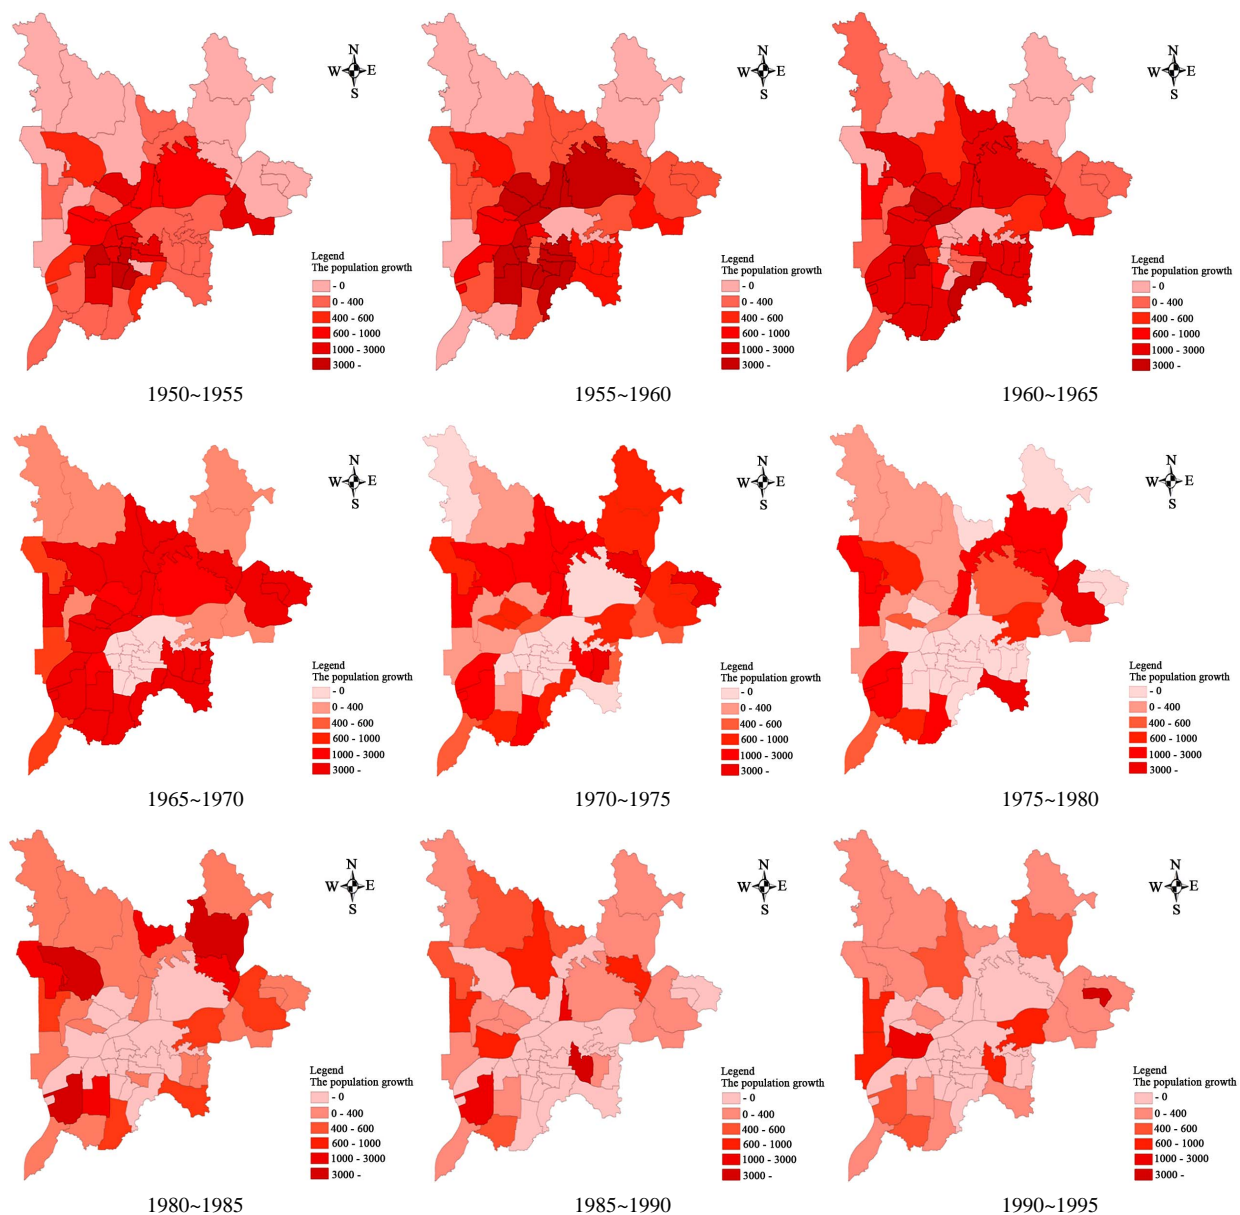 N
W E
S
Legend
The population growth
- 0
0 - 400
400 - 600
600 - 1000
1000 - 3000
3000 -
1950~1955
N
W E
S
Legend
The population growth
- 0
0 - 400
400 - 600
600 - 1000
1000 - 3000
3000 -
1955~1960
N
W E
S
Legend
The population growth
- 0
0 - 400
400 - 600
600 - 1000
1000 - 3000
3000 -
1960~1965
N
W E
S
Legend
The population growth
- 0
0 - 400
400 - 600
600 - 1000
1000 - 3000
3000 -
1965~1970
N
W E
S
Legend
The population growth
- 0
0 - 400
400 - 600
600 - 1000
1000 - 3000
3000 -
1970~1975
N
W E
S
Legend
The population growth
- 0
0 - 400
400 - 600
600 - 1000
1000 - 3000
3000 -
1975~1980
N
W E
S
Legend
The population growth
- 0
0 - 400
400 - 600
600 - 1000
1000 - 3000
3000 -
1980~1985
N
W E
S
Legend
The population growth
- 0
0 - 400
400 - 600
600 - 1000
1000 - 3000
3000 -
1985~1990
N
W E
S
Legend
The population growth
- 0
0 - 400
400 - 600
600 - 1000
1000 - 3000
3000 -
1990~1995